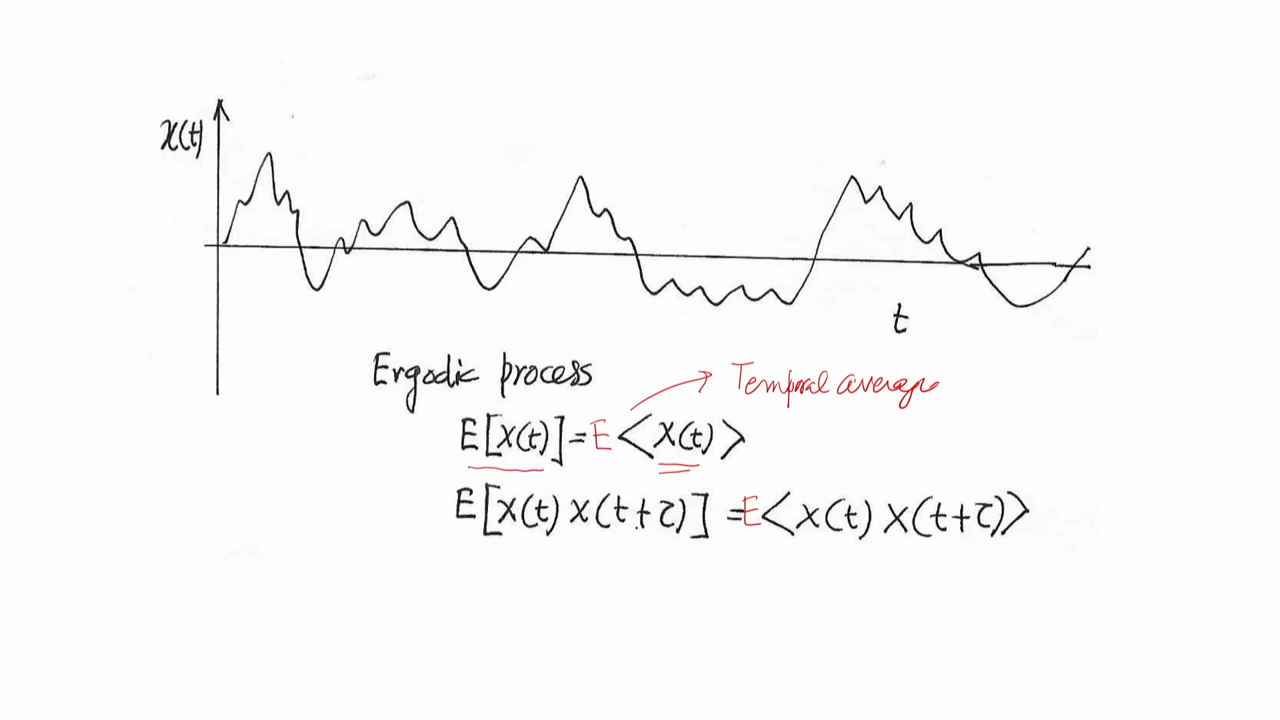 X(t)
t
Ergodic process
Temporal average
E[X(t)]=E<X(t)>
E[X(t)X(t+τ)]=E<X(t)X(t+τ)>